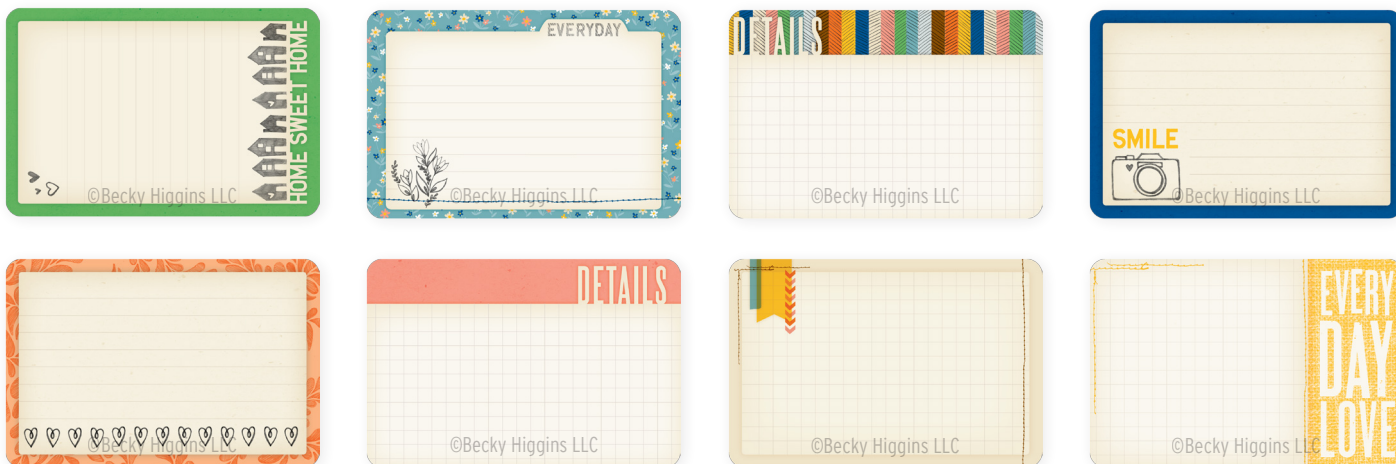 HOME SWEET HOME
©Becky Higgins LLC
EVERYDAY
©Becky Higgins LLC
DETAILS
©Becky Higgins LLC
SMILE
©Becky Higgins LLC
©Becky Higgins LLC
DETAILS
©Becky Higgins LLC
©Becky Higgins LLC
EVERY
DAY
LOVE
©Becky Higgins LLC